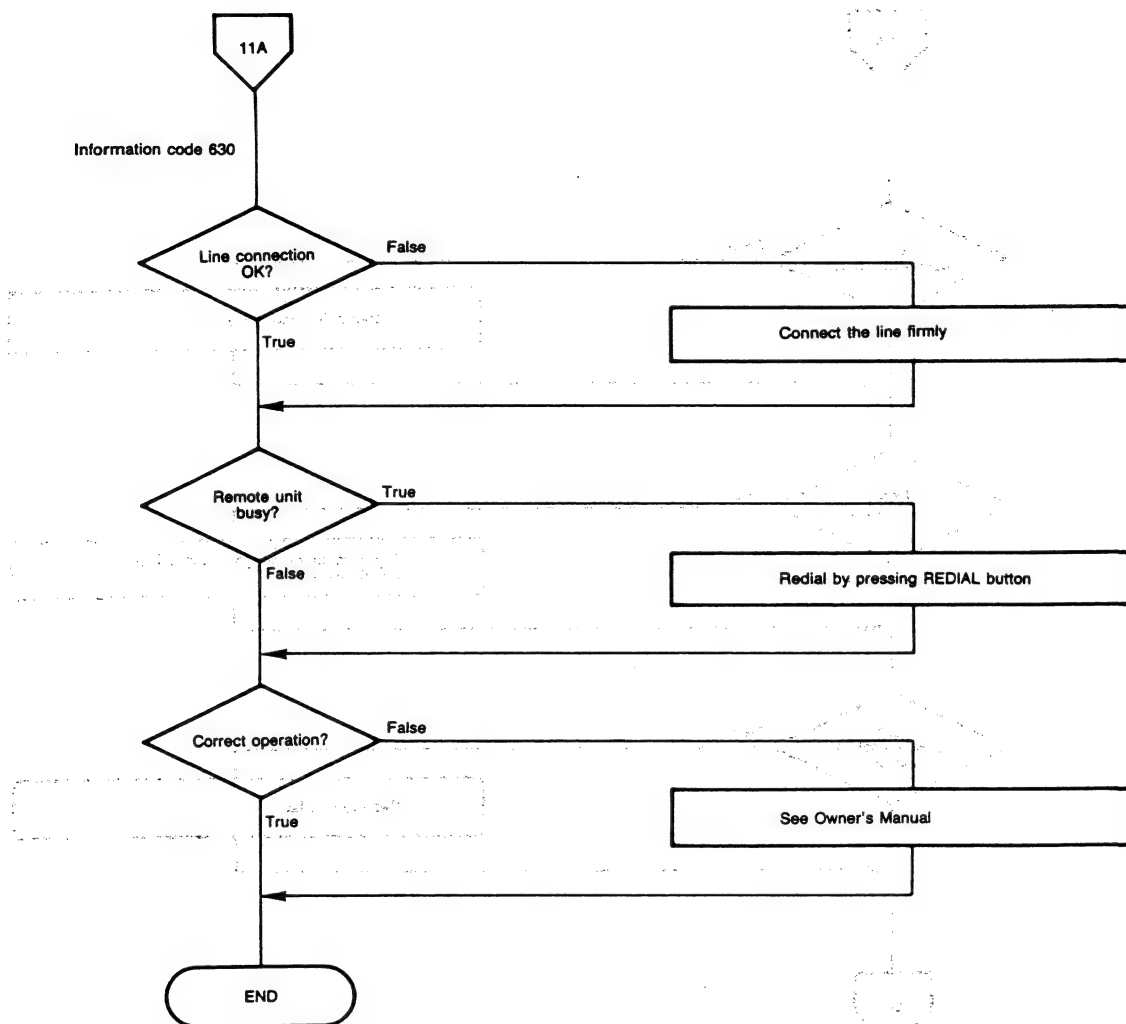 11A
Information code 630
Line connection
OK?
False
True
Connect the line firmly
Remote unit
busy?
True
False
Redial by pressing REDIAL button
Correct operation?
False
True
See Owner's Manual
END